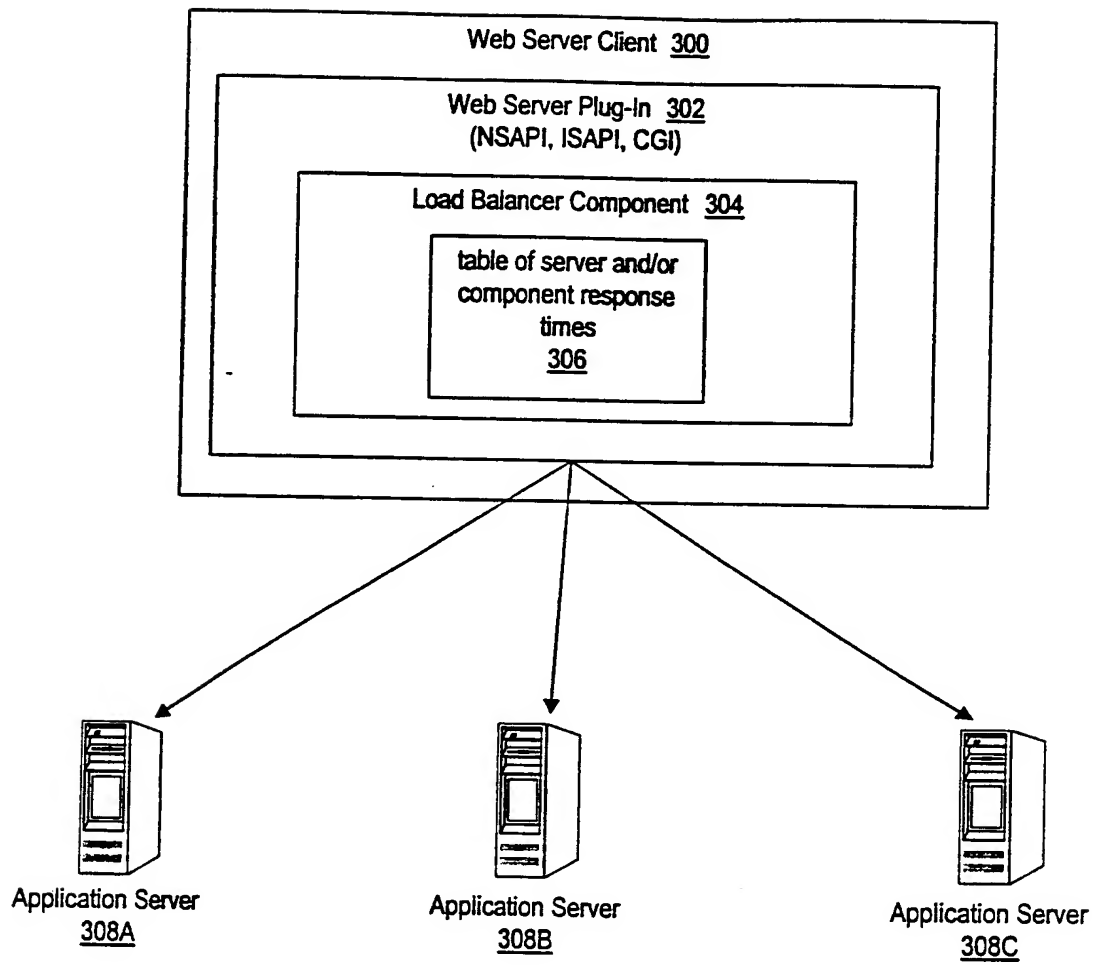 Web Server Client 300
Web Server Plug-In 302
(NSAPI, ISAPI, CGI)
Load Balancer Component 304
table of server and/or
component response
times
306
Application Server
308A
Application Server
308B
Application Server
308C